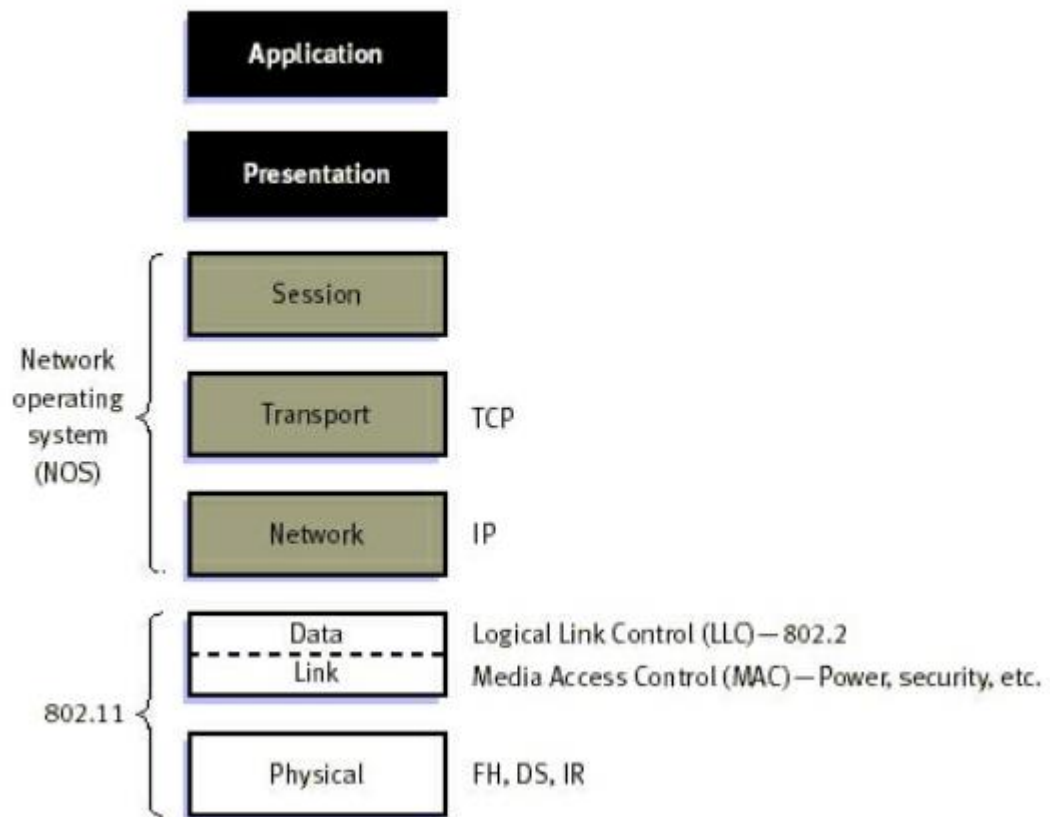 Application
Presentation
Session
Network
operating
system
(NOS)
Transport
TCP
Network
IP
Data
Logical Link Control (LLC)—802.2
Link
Media Access Control (MAC)—Power, security, etc.
802.11
Physical
FH, DS, IR